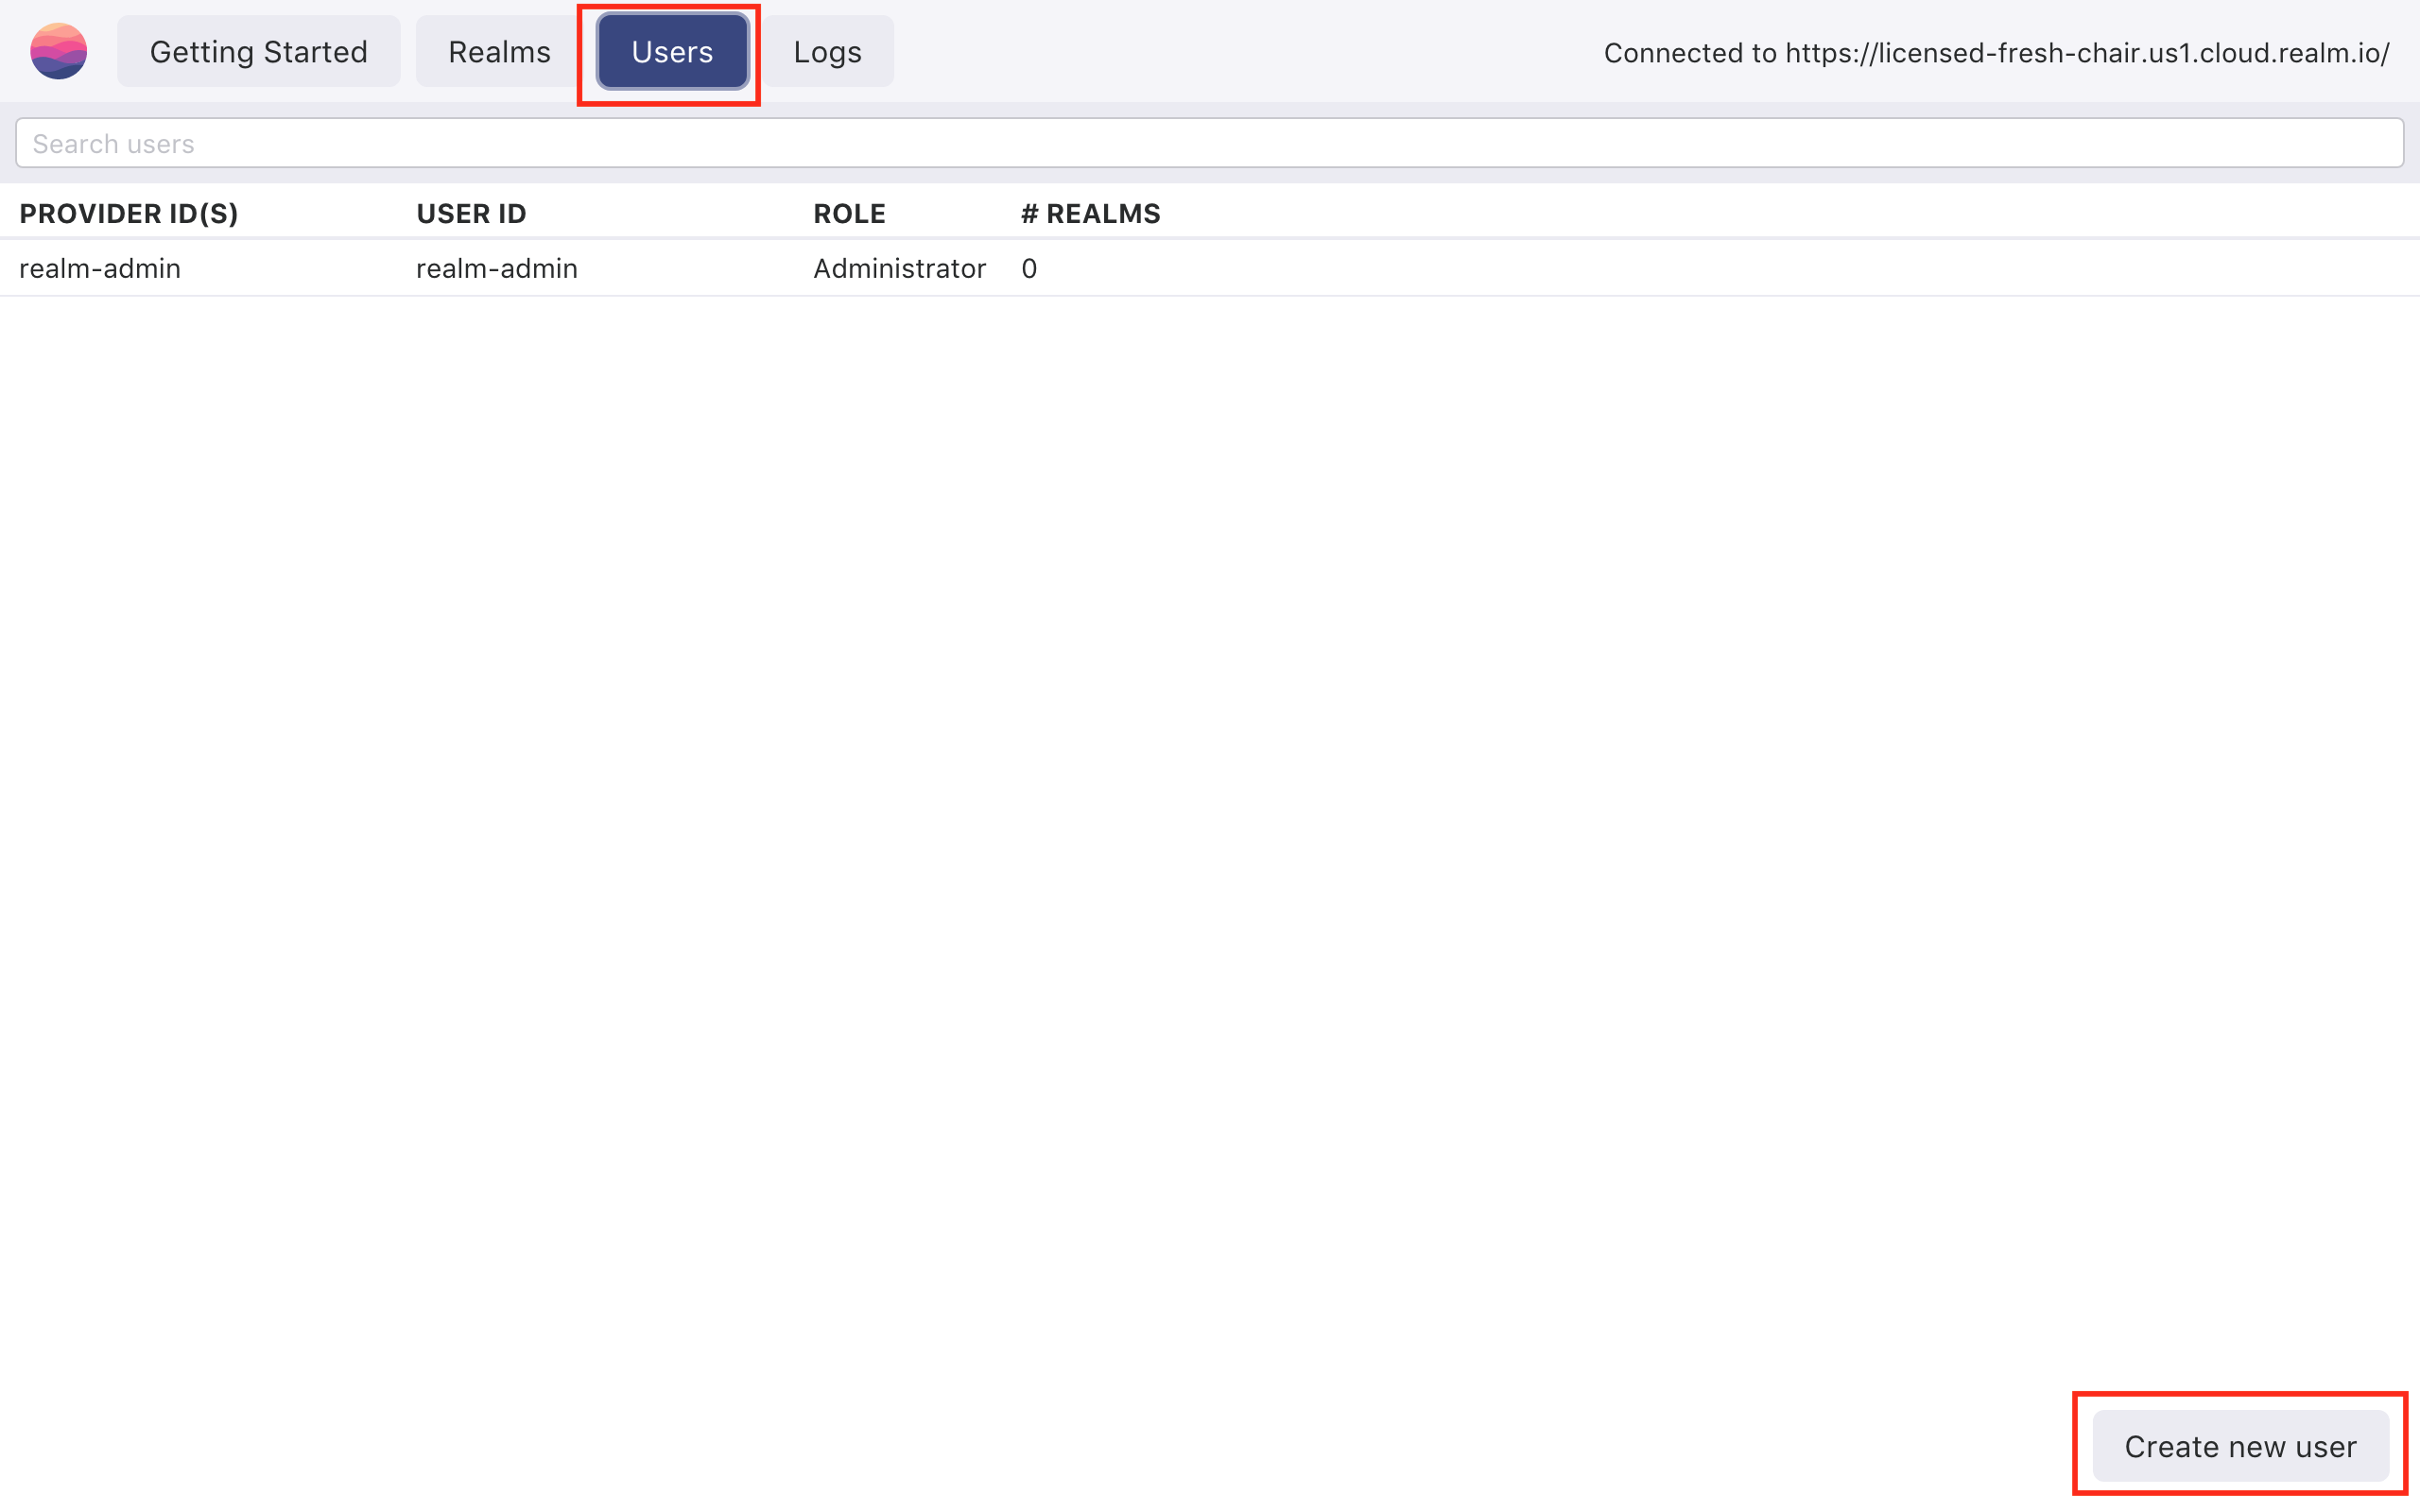 Getting Started Realms Users Logs Connected to https://licensed-fresh-chair.us1.cloud.realm.io/
Search users
PROVIDER ID(S) USER ID ROLE # REALMS
realm-admin realm-admin Administrator 0
Create new user